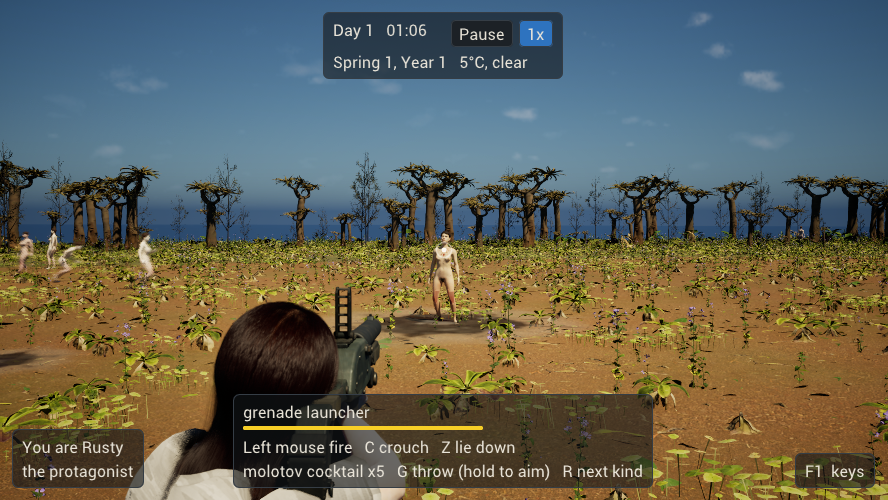 Day 1 01:06 Pause 1x
Spring 1, Year 1 5°C, clear
grenade launcher
Left mouse fire C crouch Z lie down
molotov cocktail x5 G throw (hold to aim) R next kind
You are Rusty
the protagonist
F1 keys